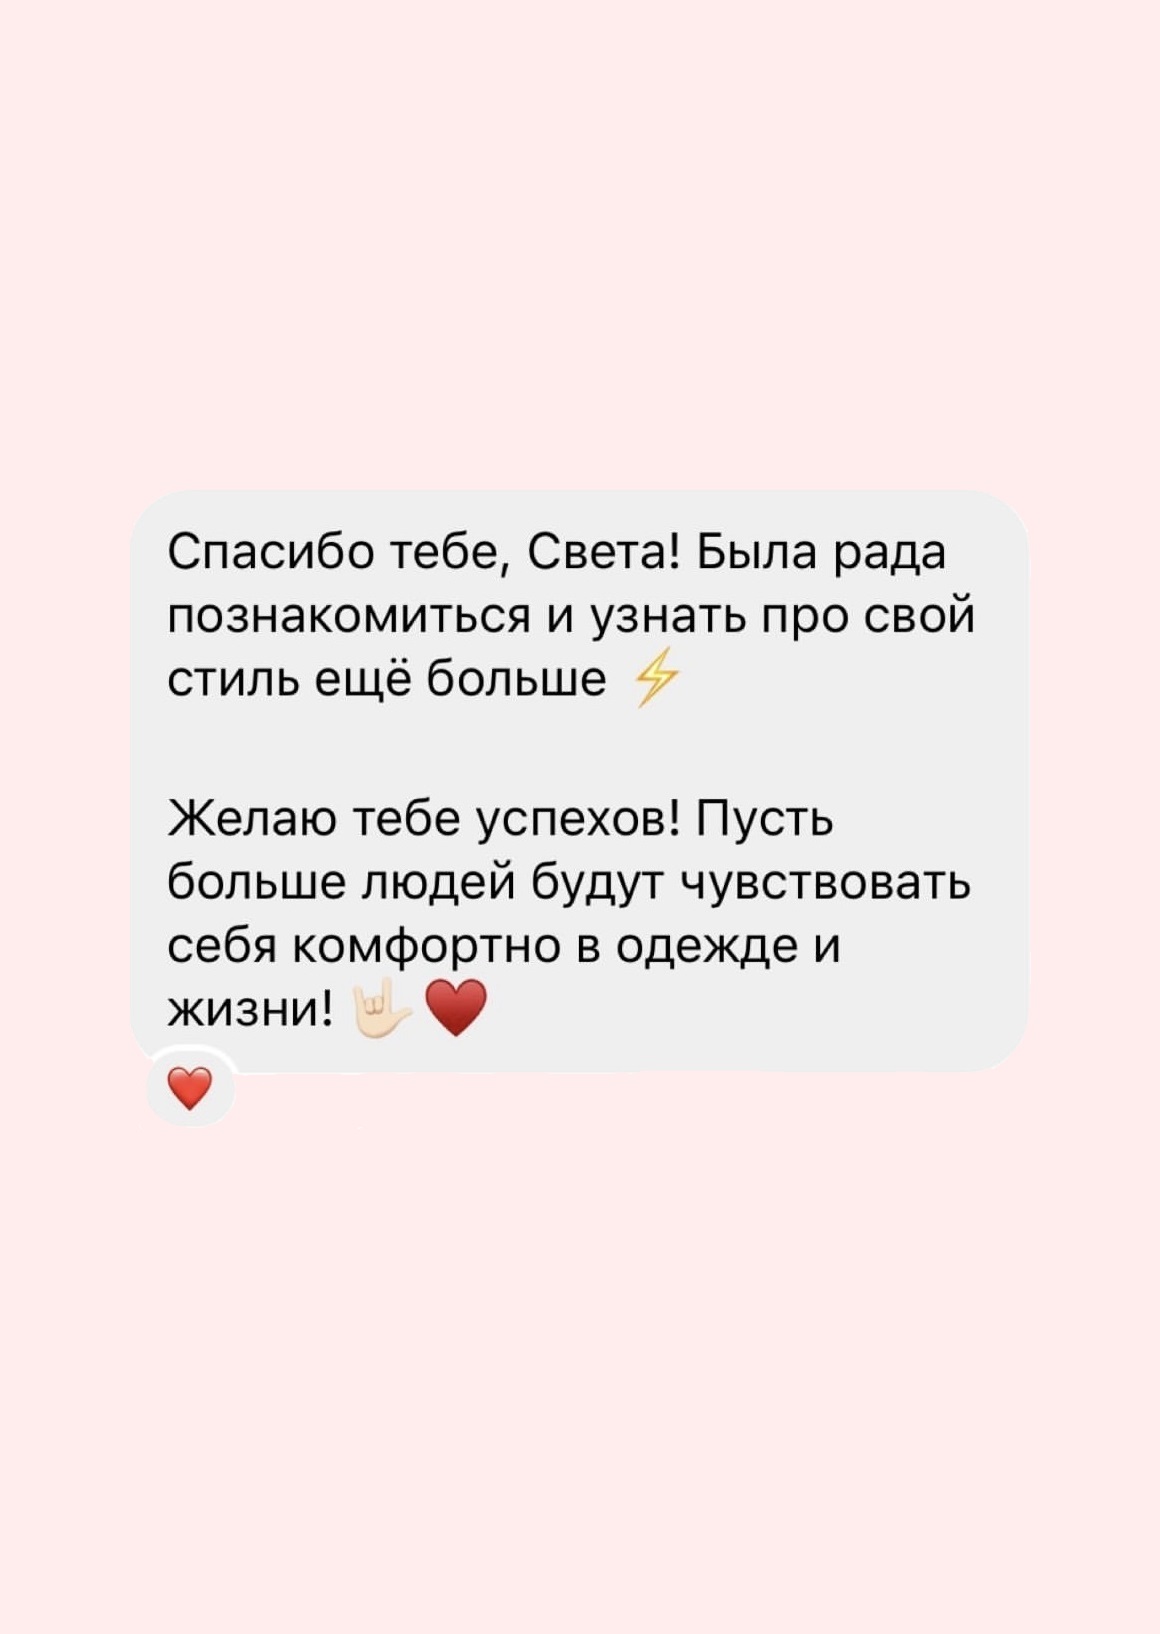 Спасибо тебе, Света! Была рада
познакомиться и узнать про свой
стиль ещё больше ⚡
Желаю тебе успехов! Пусть
больше людей будут чувствовать
себя комфортно в одежде и
жизни! 🤟🏻♥️
❤️